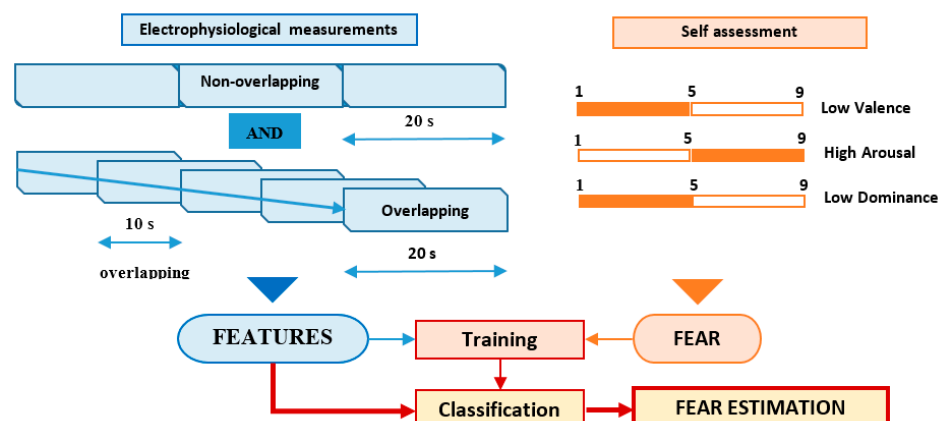 Electrophysiological measurements
Self assessment
Non-overlapping
AND
20 s
1 5 9
Low Valence
1 5 9
High Arousal
1 5 9
Low Dominance
Overlapping
10 s
overlapping
20 s
FEATURES
Training
FEAR
Classification
FEAR ESTIMATION